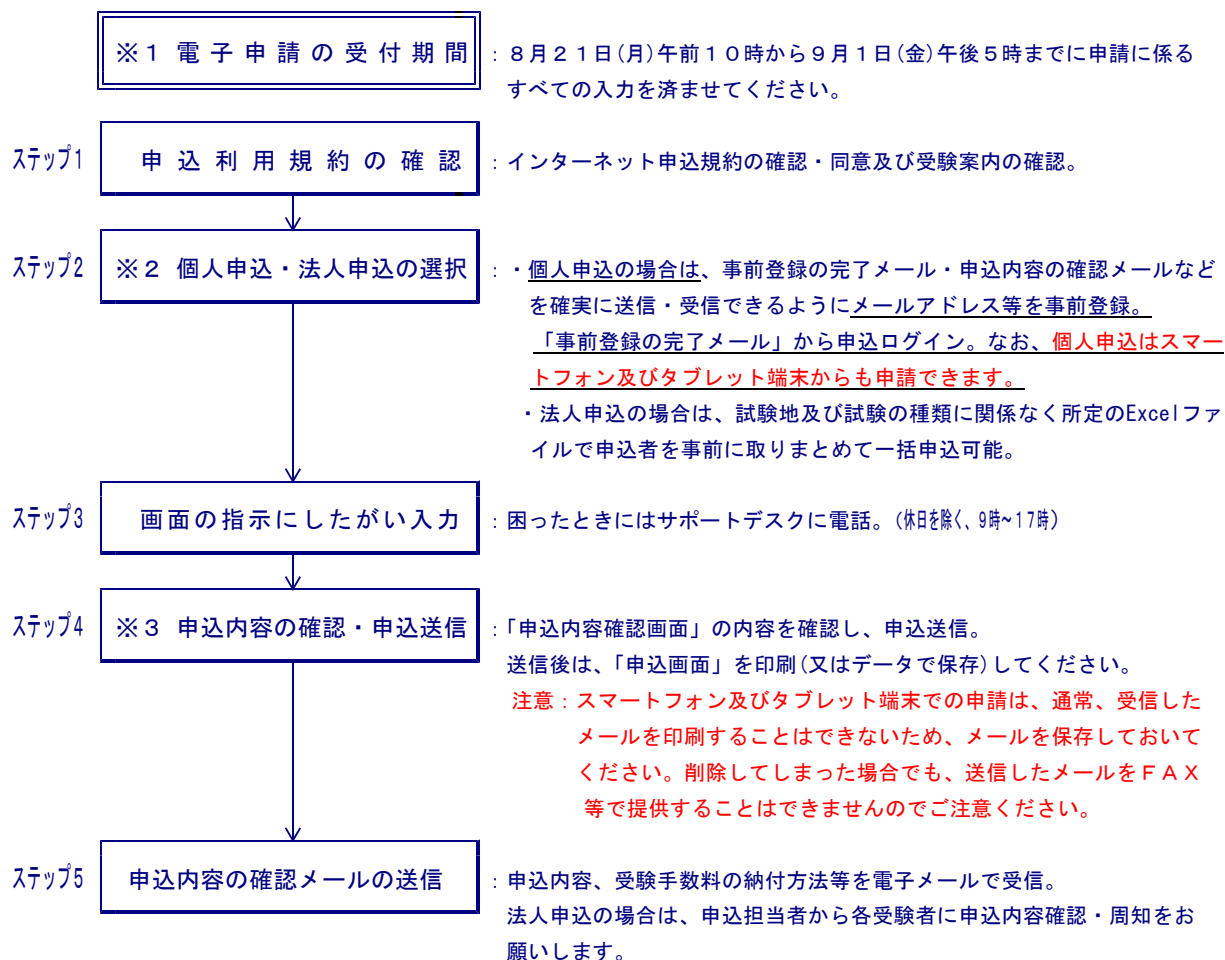 ※１ 電子申請の受付期間 ：８月２１日(月)午前１０時から９月１日(金)午後５時までに申請に係る
すべての入力を済ませてください。
ステップ1 申込利用規約の確認 ：インターネット申込規約の確認・同意及び受験案内の確認。
ステップ2 ※２ 個人申込・法人申込の選択 ：・個人申込の場合は、事前登録の完了メール・申込内容の確認メールなど
を確実に送信・受信できるようにメールアドレス等を事前登録。
「事前登録の完了メール」から申込ログイン。なお、個人申込はスマー
トフォン及びタブレット端末からも申請できます。
・法人申込の場合は、試験地及び試験の種類に関係なく所定のExcelファ
イルで申込者を事前に取りまとめて一括申込可能。
ステップ3 画面の指示にしたがい入力 ：困ったときにはサポートデスクに電話。(休日を除く、9時~17時)
ステップ4 ※３ 申込内容の確認・申込送信 ：「申込内容確認画面」の内容を確認し、申込送信。
送信後は、「申込画面」を印刷(又はデータで保存)してください。
注意：スマートフォン及びタブレット端末での申請は、通常、受信した
メールを印刷することはできないため、メールを保存しておいて
ください。削除してしまった場合でも、送信したメールをＦＡＸ
等で提供することはできませんのでご注意ください。
ステップ5 申込内容の確認メールの送信 ：申込内容、受験手数料の納付方法等を電子メールで受信。
法人申込の場合は、申込担当者から各受験者に申込内容確認・周知をお
願いします。